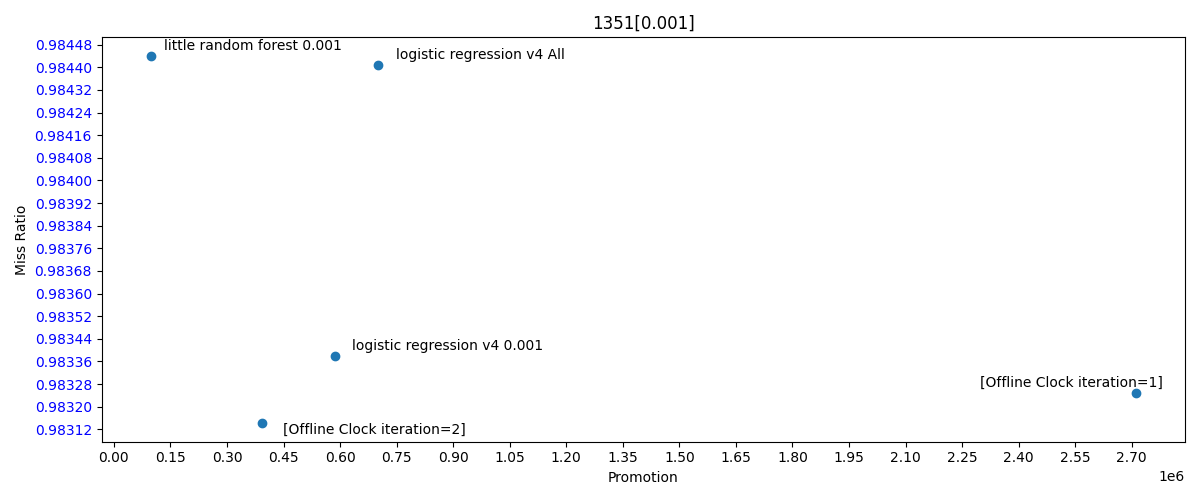 1351[0.001]
Miss Ratio
0.98448
0.98440
0.98432
0.98424
0.98416
0.98408
0.98400
0.98392
0.98384
0.98376
0.98368
0.98360
0.98352
0.98344
0.98336
0.98328
0.98320
0.98312
little random forest 0.001
logistic regression v4 All
logistic regression v4 0.001
[Offline Clock iteration=1]
[Offline Clock iteration=2]
0.00 0.15 0.30 0.45 0.60 0.75 0.90 1.05 1.20 1.35 1.50 1.65 1.80 1.95 2.10 2.25 2.40 2.55 2.70
1e6
Promotion